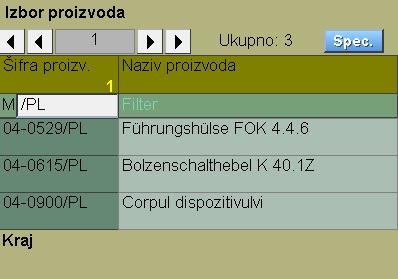 Izbor proizvoda
1 Ukupno: 3 Spec.
Šifra proizv. Naziv proizvoda
1
M /PL Filter
04-0529/PL Führungshülse FOK 4.4.6
04-0615/PL Bolzenschalthebel K 40.1Z
04-0900/PL Corpul dispozitivulvi
Kraj